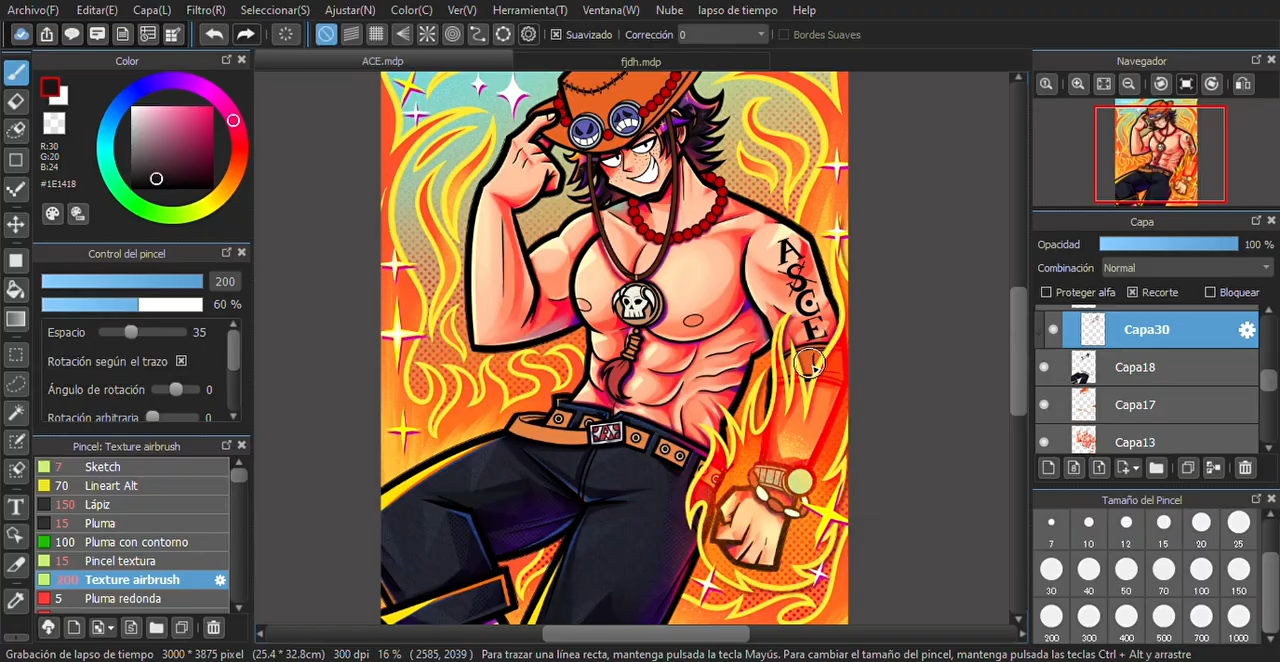 Archivo(F) Editar(E) Capa(L) Filtro(R) Seleccionar(S) Ajustar(N) Color(C) Ver(V) Herramienta(T) Ventana(W) Nube lapso de tiempo Help
Suavizado Corrección 0 Bordes Suaves
Color
R:30
G:20
B:24
#1E1418
Control del pincel
200
60 %
Espacio 35
Rotación según el trazo
Ángulo de rotación 0
Rotación arbitraria 0
Pincel: Texture airbrush
7 Sketch
70 Lineart Alt
150 Lápiz
15 Pluma
100 Pluma con contorno
15 Pincel textura
200 Texture airbrush
5 Pluma redonda
ACE.mdp fjdh.mdp
A
S
C
E
A
Navegador
Capa
Opacidad 100 %
Combinación Normal
Proteger alfa Recorte Bloquear
Capa30
Capa18
Capa17
Capa13
Tamaño del Pincel
7 10 12 15 20 25
30 40 50 70 100 150
200 300 400 500 700 1000
Grabación de lapso de tiempo 3000 * 3875 pixel (25.4 * 32.8cm) 300 dpi 16 % ( 2585, 2039 ) Para trazar una línea recta, mantenga pulsada la tecla Mayús. Para cambiar el tamaño del pincel, mantenga pulsada las teclas Ctrl + Alt y arrastre